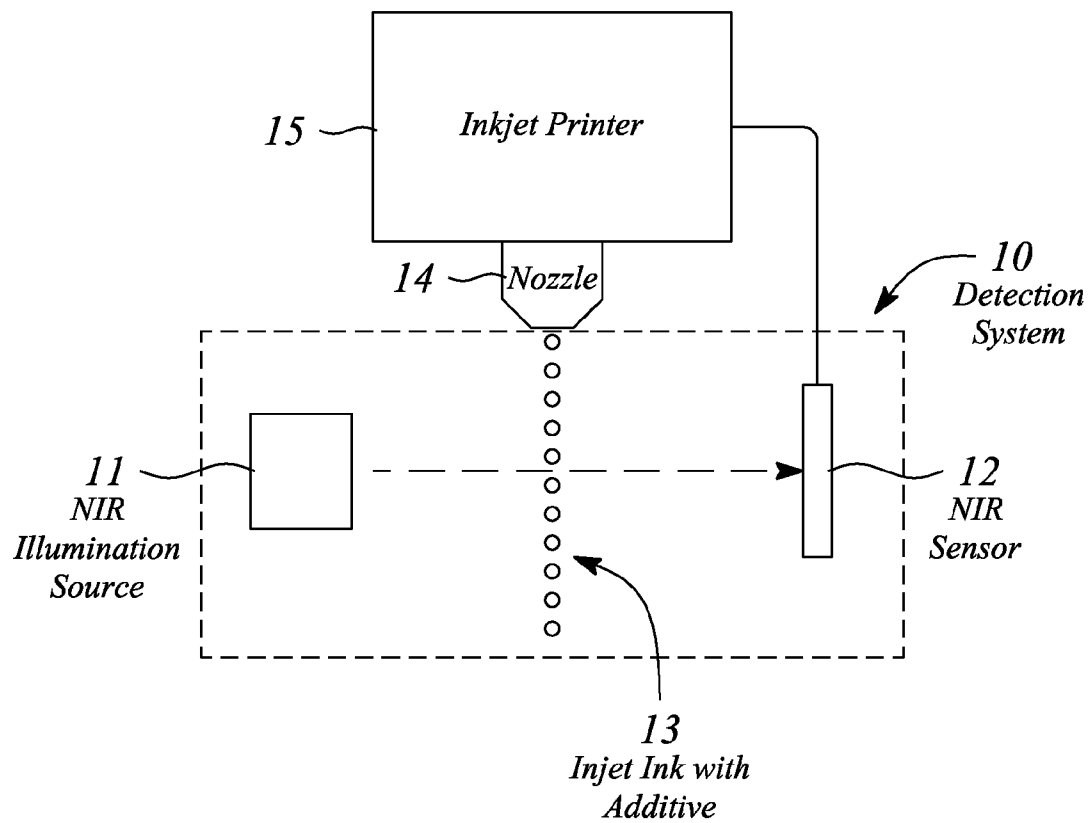 15
Inkjet Printer
14
Nozzle
10
Detection
System
11
NIR
Illumination
Source
12
NIR
Sensor
13
Injet Ink with
Additive